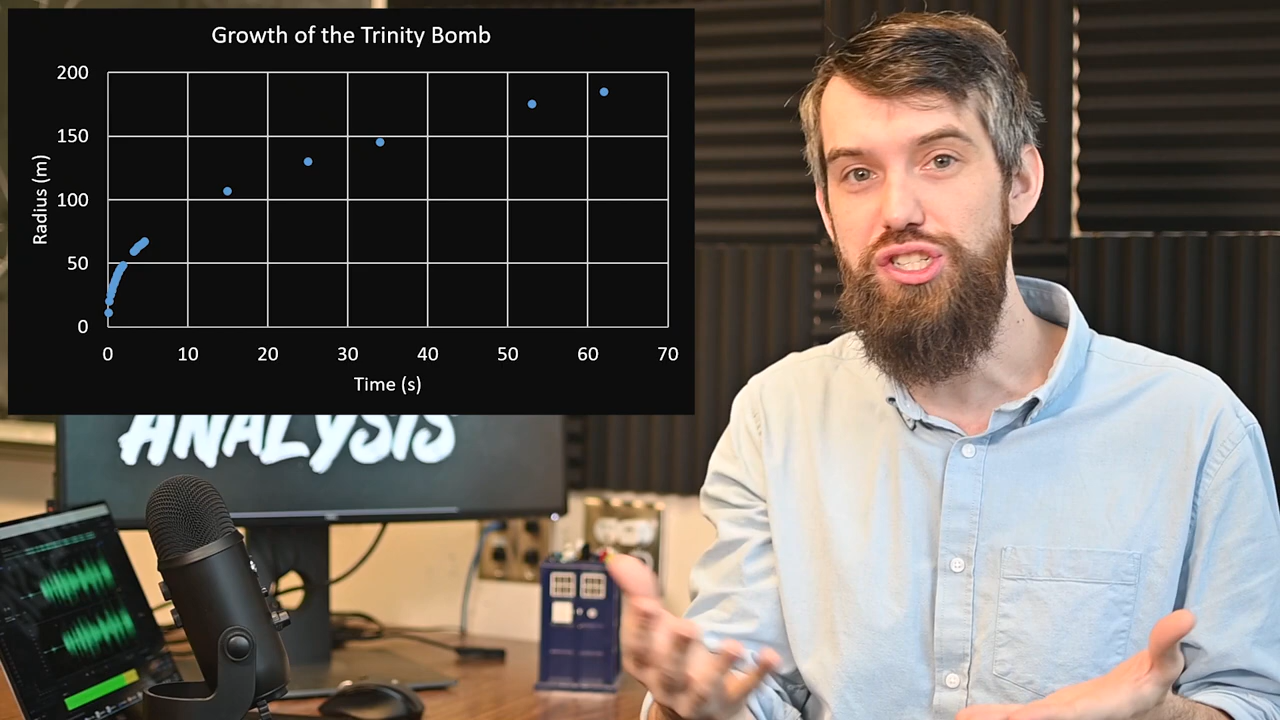 Growth of the Trinity Bomb
200
150
100
50
0
Radius (m)
0 10 20 30 40 50 60 70
Time (s)
ANALYSIS